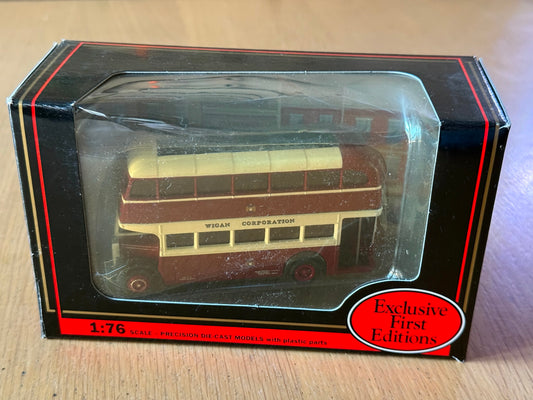 WIGAN CORPORATION
Exclusive
First
Editions
1:76 SCALE - PRECISION DIE-CAST MODELS with plastic parts